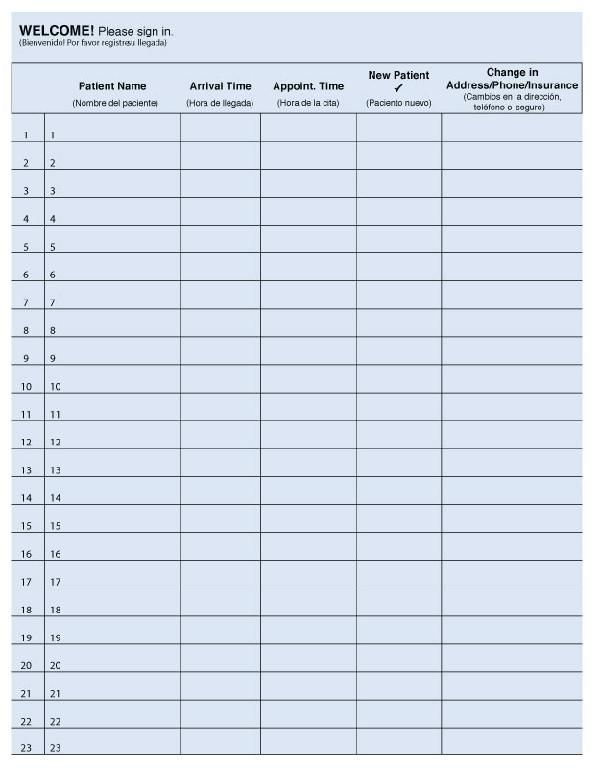 WELCOME! Please sign in.
(Bienvenido! Por favor registresu llegada)
Patient Name
(Nombre del paciente)
Arrival Time
(Hora de llegada)
Appoint. Time
(Hora de la cita)
New Patient
✓
(Paciento nuevo)
Change in
Address/Phone/Insurance
(Cambios en a dirección,
teléfono o seguro)
1 1
2 2
3 3
4 4
5 5
6 6
7 7
8 8
9 9
10 10
11 11
12 12
13 13
14 14
15 15
16 16
17 17
18 18
19 19
20 20
21 21
22 22
23 23